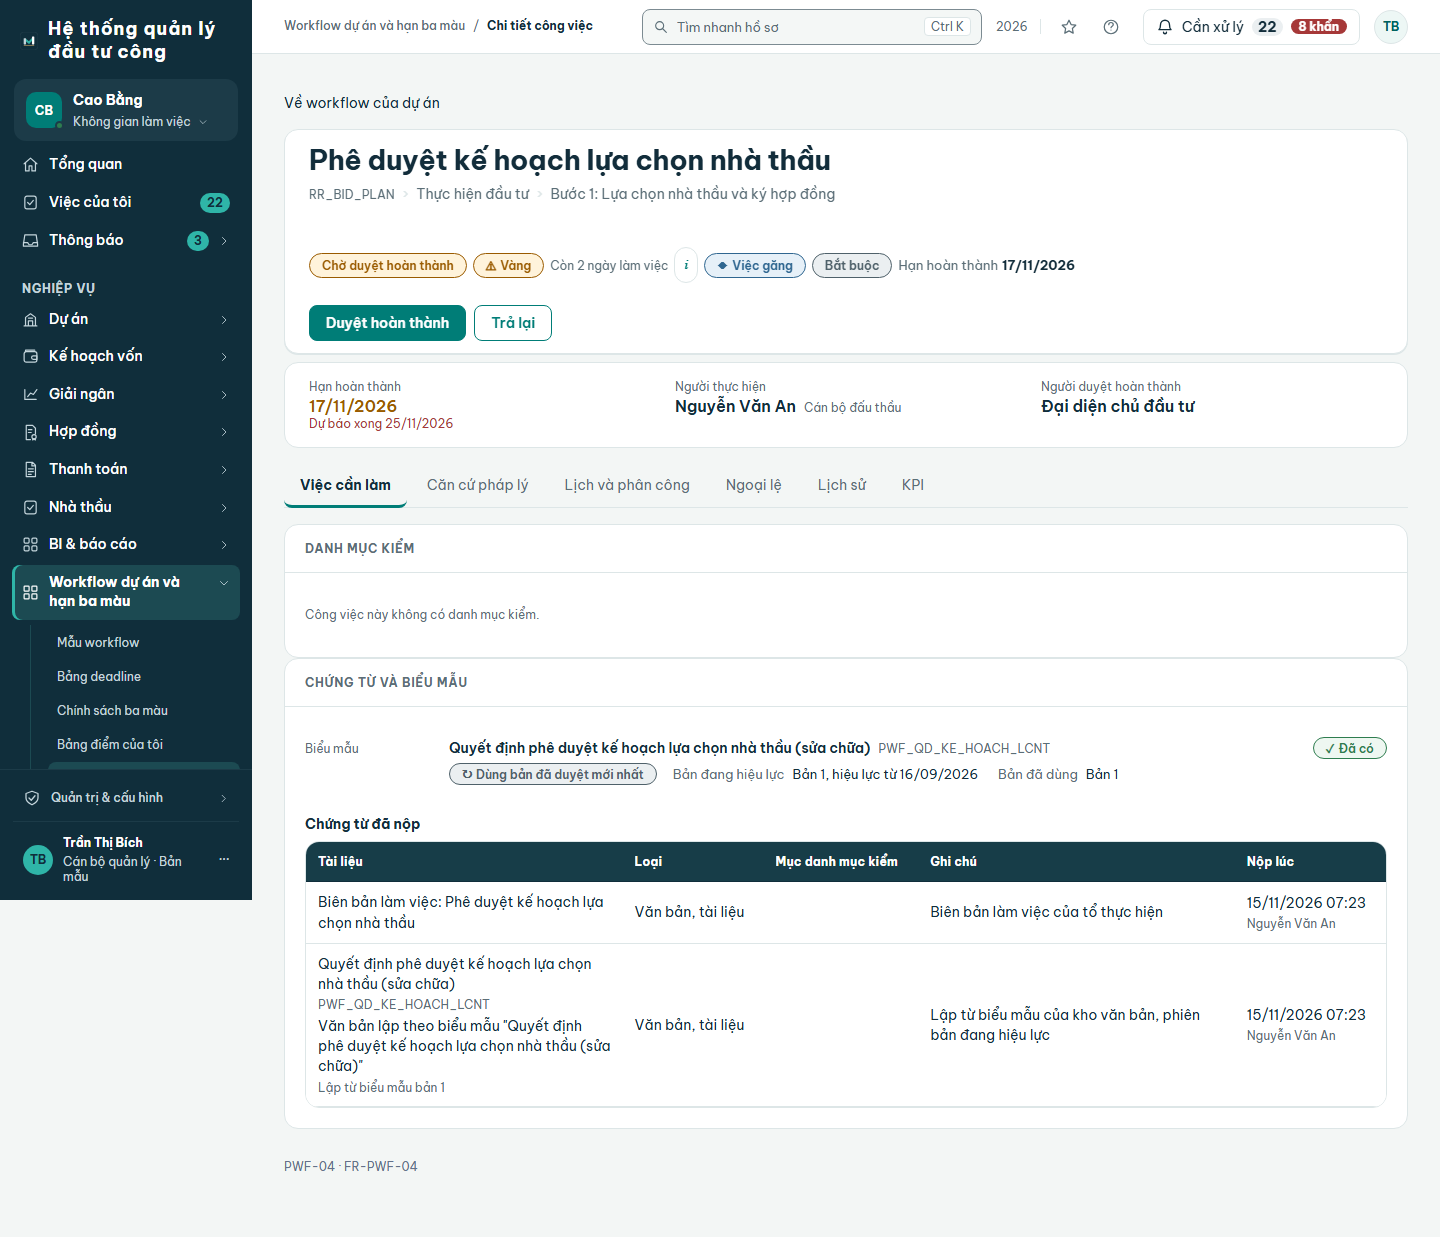 Hệ thống quản lý
đầu tư công
CB
Cao Bằng
Không gian làm việc
Tổng quan
Việc của tôi 22
Thông báo 3
NGHIỆP VỤ
Dự án
Kế hoạch vốn
Giải ngân
Hợp đồng
Thanh toán
Nhà thầu
BI & báo cáo
Workflow dự án và
hạn ba màu
Mẫu workflow
Bảng deadline
Chính sách ba màu
Bảng điểm của tôi
Quản trị & cấu hình
TB
Trần Thị Bích
Cán bộ quản lý · Bản
mẫu
Workflow dự án và hạn ba màu / Chi tiết công việc
Tìm nhanh hồ sơ Ctrl K
2026
Cần xử lý 22 8 khẩn
TB
Về workflow của dự án
Phê duyệt kế hoạch lựa chọn nhà thầu
RR_BID_PLAN › Thực hiện đầu tư › Bước 1: Lựa chọn nhà thầu và ký hợp đồng
Chờ duyệt hoàn thành ⚠ Vàng Còn 2 ngày làm việc i ◆ Việc găng Bắt buộc Hạn hoàn thành 17/11/2026
Duyệt hoàn thành Trả lại
Hạn hoàn thành
17/11/2026
Dự báo xong 25/11/2026
Người thực hiện
Nguyễn Văn An Cán bộ đấu thầu
Người duyệt hoàn thành
Đại diện chủ đầu tư
Việc cần làm Căn cứ pháp lý Lịch và phân công Ngoại lệ Lịch sử KPI
DANH MỤC KIỂM
Công việc này không có danh mục kiểm.
CHỨNG TỪ VÀ BIỂU MẪU
Biểu mẫu
Quyết định phê duyệt kế hoạch lựa chọn nhà thầu (sửa chữa) PWF_QD_KE_HOACH_LCNT
✓ Đã có
↻ Dùng bản đã duyệt mới nhất Bản đang hiệu lực Bản 1, hiệu lực từ 16/09/2026 Bản đã dùng Bản 1
Chứng từ đã nộp
Tài liệu Loại Mục danh mục kiểm Ghi chú Nộp lúc
Biên bản làm việc: Phê duyệt kế hoạch lựa
chọn nhà thầu
Văn bản, tài liệu
Biên bản làm việc của tổ thực hiện
15/11/2026 07:23
Nguyễn Văn An
Quyết định phê duyệt kế hoạch lựa chọn
nhà thầu (sửa chữa)
PWF_QD_KE_HOACH_LCNT
Văn bản lập theo biểu mẫu "Quyết định
phê duyệt kế hoạch lựa chọn nhà thầu (sửa
chữa)"
Lập từ biểu mẫu bản 1
Văn bản, tài liệu
Lập từ biểu mẫu của kho văn bản, phiên
bản đang hiệu lực
15/11/2026 07:23
Nguyễn Văn An
PWF-04 · FR-PWF-04